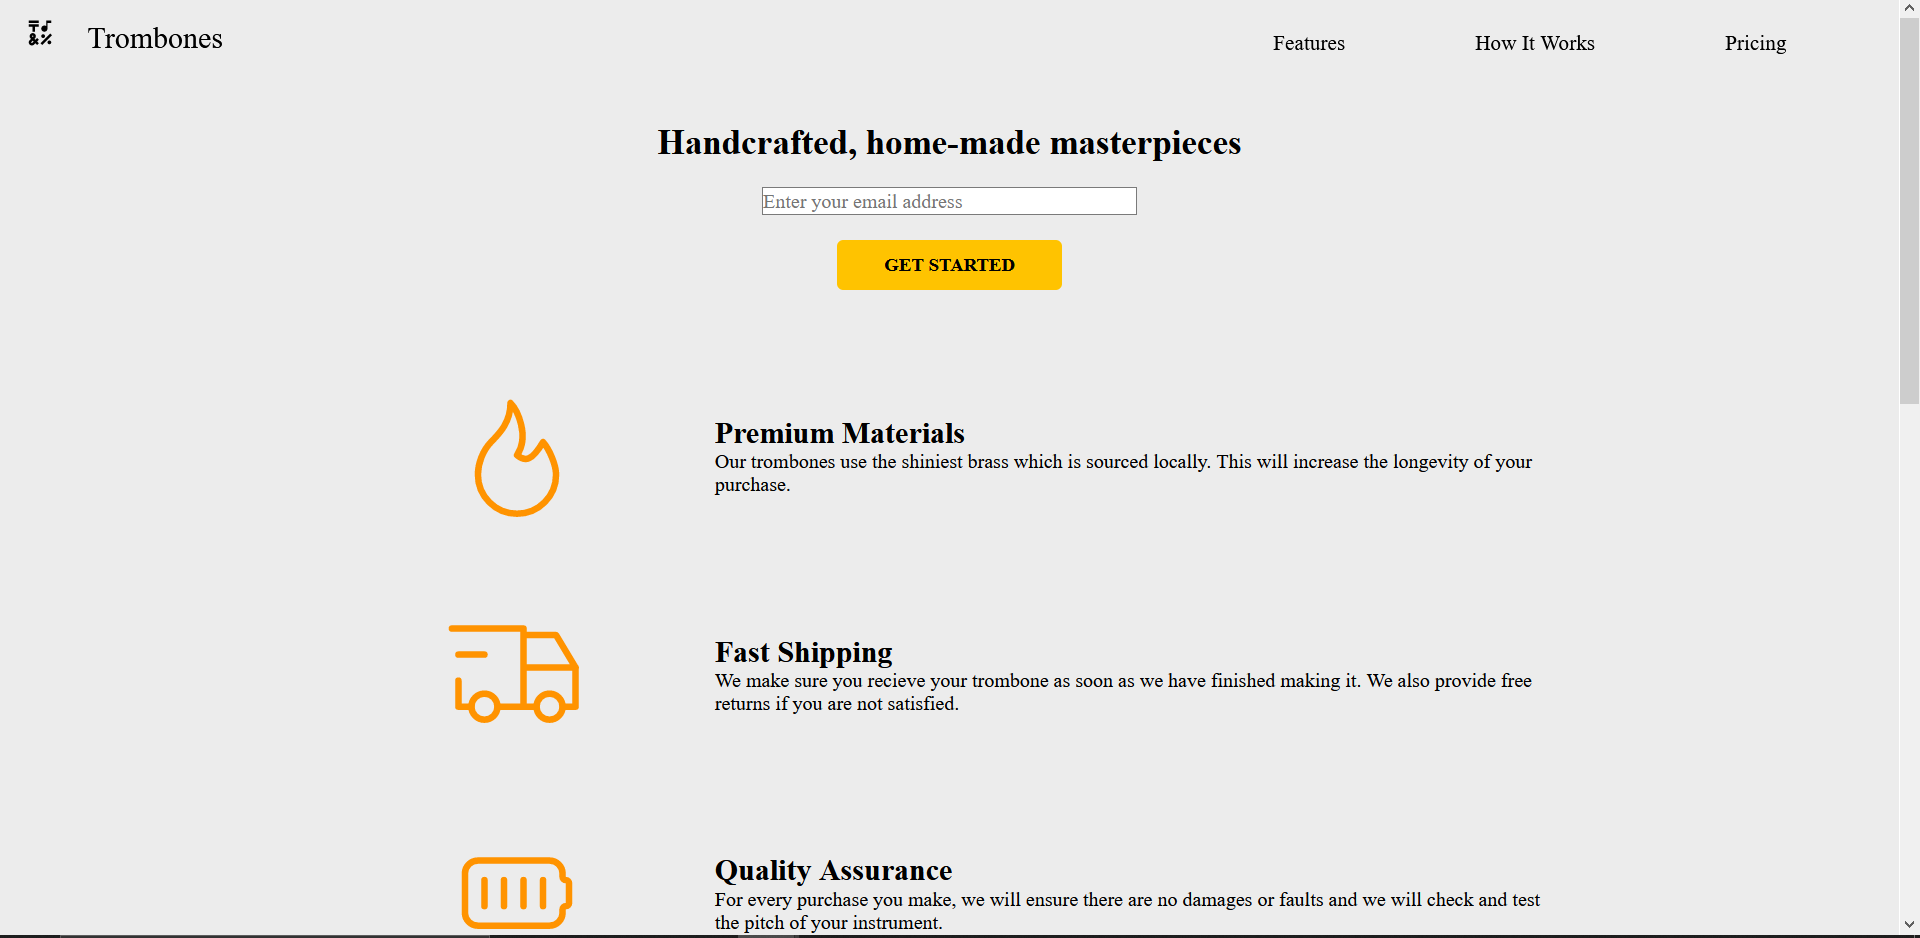 Trombones
Features
How It Works
Pricing
Handcrafted, home-made masterpieces
Enter your email address
GET STARTED
Premium Materials
Our trombones use the shiniest brass which is sourced locally. This will increase the longevity of your
purchase.
Fast Shipping
We make sure you recieve your trombone as soon as we have finished making it. We also provide free
returns if you are not satisfied.
Quality Assurance
For every purchase you make, we will ensure there are no damages or faults and we will check and test
the pitch of your instrument.